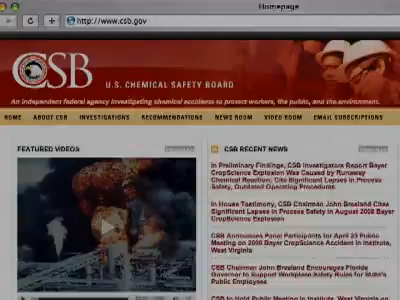 Homepage
http://www.csb.gov
CSB U.S. CHEMICAL SAFETY BOARD
An independent federal agency investigating chemical accidents to protect workers, the public, and the environment.
HOME ABOUT CSB INVESTIGATIONS RECOMMENDATIONS NEWS ROOM VIDEO ROOM EMAIL SUBSCRIPTIONS
FEATURED VIDEOS
CSB RECENT NEWS
In Preliminary Findings, CSB Investigators Report Bayer
CropScience Explosion Was Caused by Runaway
Chemical Reaction, Cite Significant Lapses in Process
Safety, Outdated Operating Procedures.
In House Testimony, CSB Chairman John Bresland Cites
Significant Lapses in Process Safety in August 2008 Bayer
CropScience Explosion
CSB Announces Panel Participants for April 23 Public
Meeting on 2008 Bayer CropScience Accident in Institute,
West Virginia
CSB Chairman John Bresland Encourages Florida
Governor to Support Workplace Safety Rules for State's
Public Employees
CSB to Hold Public Meeting in Institute, West Virginia on